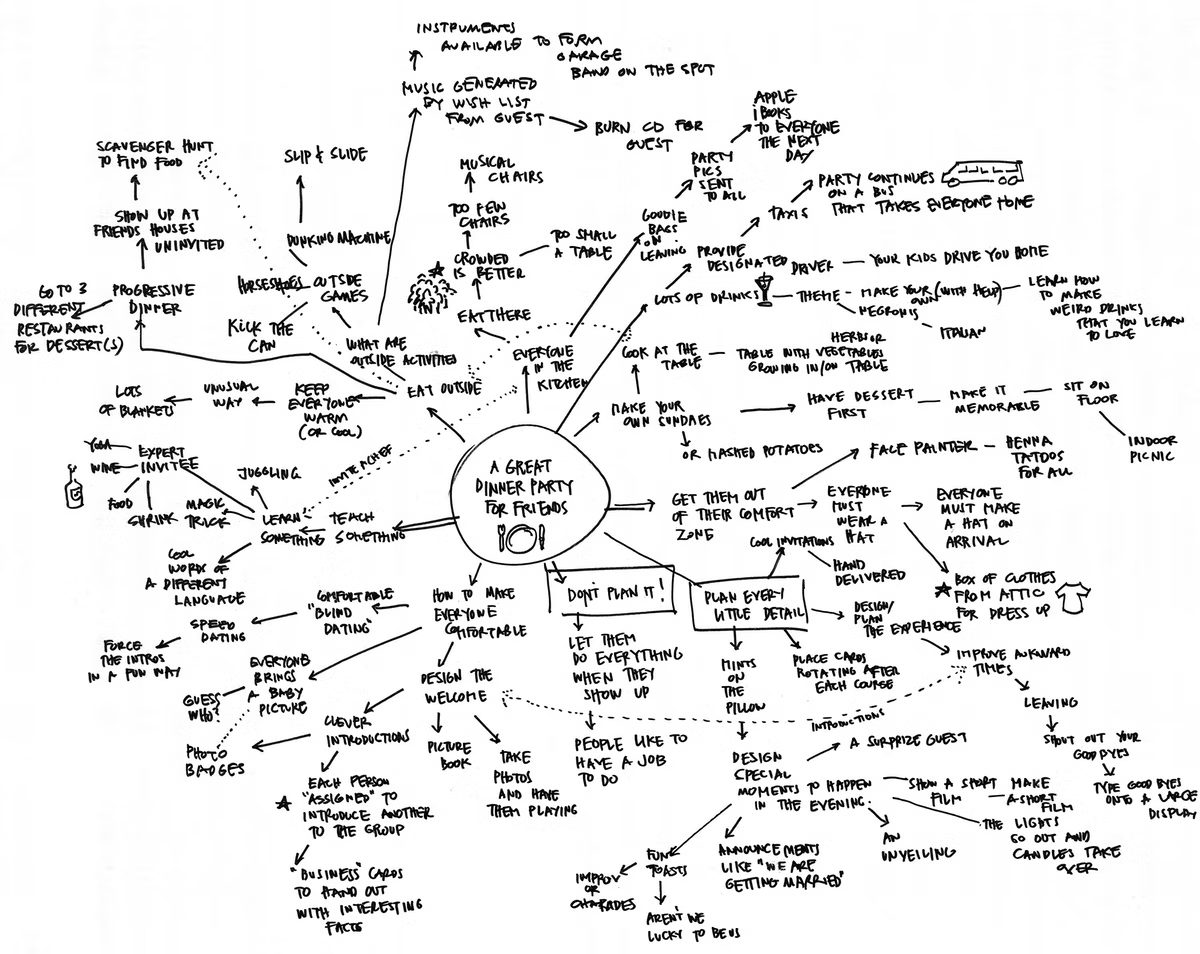 INSTRUMENTS
AVAILABLE TO FORM
GARAGE
BAND ON THE SPOT
MUSIC GENERATED
BY WISH LIST
FROM GUEST
BURN CD FOR
GUEST
SCAVENGER HUNT
TO FIND FOOD
SLIP & SLIDE
MUSICAL
CHAIRS
TOO FEW
CHAIRS
TOO SMALL
A TABLE
CROWDED
IS BETTER
EAT THERE
EVERYONE
IN THE
KITCHEN
APPLE
iBOOKS
TO EVERYONE
THE NEXT
DAY
PARTY
PICS
SENT
TO ALL
GOODIE
BAGS
ON
LEAVING
PARTY CONTINUES
ON A BUS
THAT TAKES EVERYONE HOME
TAXIS
PROVIDE
DESIGNATED
DRIVER
YOUR KIDS DRIVE YOU HOME
LOTS OF DRINKS
THEME
MAKE YOUR
OWN (WITH HELP)
NEGRONIS
ITALIAN
LEARN HOW
TO MAKE
WEIRD DRINKS
THAT YOU LEARN
TO LOVE
SHOW UP AT
FRIENDS HOUSES
UNINVITED
DUNKING MACHINE
HORSESHOES
OUTSIDE
GAMES
KICK THE
CAN
WHAT ARE
OUTSIDE ACTIVITIES
GO TO 3
DIFFERENT
RESTAURANTS
FOR DESSERT(S)
PROGRESSIVE
DINNER
EAT OUTSIDE
KEEP
EVERYONE
WARM
(OR COOL)
UNUSUAL
WAY
LOTS
OF BLANKETS
LOOK AT THE
TABLE
HERB OR
TABLE WITH VEGETABLES
GROWING IN/ON TABLE
MAKE YOUR
OWN SUNDAES
OR MASHED POTATOES
HAVE DESSERT
FIRST
MAKE IT
MEMORABLE
SIT ON
FLOOR
INDOOR
PICNIC
FACE PAINTER
HENNA
TATOOS
FOR ALL
A GREAT
DINNER PARTY
FOR FRIENDS
GET THEM OUT
OF THEIR COMFORT
ZONE
EVERONE
MUST
WEAR A
HAT
EVERYONE
MUST MAKE
A HAT ON
ARRIVAL
BOX OF CLOTHES
FROM ATTIC
FOR DRESS UP
INVITE A CHEF
YOGA
WINE
FOOD
SHRINK
EXPERT
INVITEE
JUGGLING
MAGIC
TRICK
LEARN
SOMETHING
TEACH
SOMETHING
COOL
WORDS OF
A DIFFERENT
LANGUAGE
HOW TO MAKE
EVERYONE
COMFORTABLE
COMFORTABLE
"BLIND
DATING"
SPEED
DATING
FORCE
THE INTROS
IN A FUN WAY
EVERYONE
BRINGS
A BABY
PICTURE
GUESS
WHO?
PHOTO
BADGES
DESIGN THE
WELCOME
CLEVER
INTRODUCTIONS
PICTURE
BOOK
TAKE
PHOTOS
AND HAVE
THEM PLAYING
EACH PERSON
"ASSIGNED" TO
INTRODUCE ANOTHER
TO THE GROUP
"BUSINESS" CARDS
TO HAND OUT
WITH INTERESTING
FACTS
DON'T PLAN IT!
LET THEM
DO EVERYTHING
WHEN THEY
SHOW UP
PEOPLE LIKE TO
HAVE A JOB
TO DO
PLAN EVERY
LITTLE DETAIL
COOL INVITATIONS
HAND
DELIVERED
DESIGN/
PLAN
THE EXPERIENCE
MINTS
ON
THE
PILLOW
PLACE CARDS
ROTATING AFTER
EACH COURSE
IMPROVE AWKWARD
TIMES
INTRODUCTIONS
LEAVING
SHOUT OUT YOUR
GOODBYES
TYPE GOODBYES
ONTO A LARGE
DISPLAY
DESIGN
SPECIAL
MOMENTS TO HAPPEN
IN THE EVENING.
A SURPRIZE GUEST
SHOW A SHORT
FILM
MAKE
A SHORT
FILM
THE LIGHTS
GO OUT AND
CANDLES TAKE
OVER
AN
UNVEILING
ANNOUNCEMENTS
LIKE "WE ARE
GETTING MARRIED"
FUN
TOASTS
IMPROV
OR
CHARADES
AREN'T WE
LUCKY TO BE US